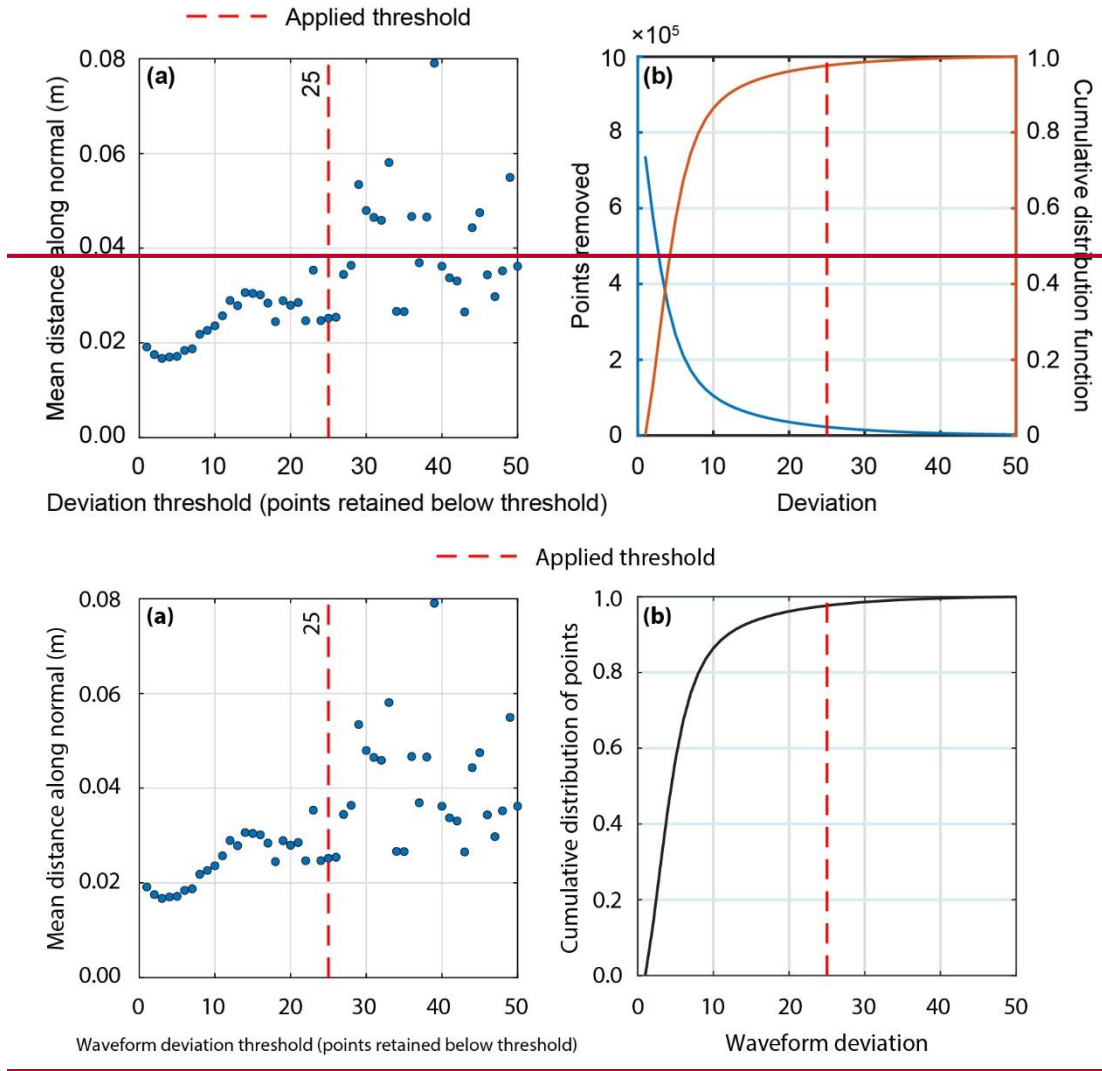 Applied threshold
(a)
25
0.08
0.06
0.04
0.02
0.00
Mean distance along normal (m)
0 10 20 30 40 50
Deviation threshold (points retained below threshold)
×10⁵
(b)
10
8
6
4
2
0
Points removed
1.0
0.8
0.6
0.4
0.2
0
Cumulative distribution function
0 10 20 30 40 50
Deviation
Applied threshold
(a)
25
0.08
0.06
0.04
0.02
0.00
Mean distance along normal (m)
0 10 20 30 40 50
Waveform deviation threshold (points retained below threshold)
(b)
1.0
0.8
0.6
0.4
0.2
0.0
Cumulative distribution of points
0 10 20 30 40 50
Waveform deviation